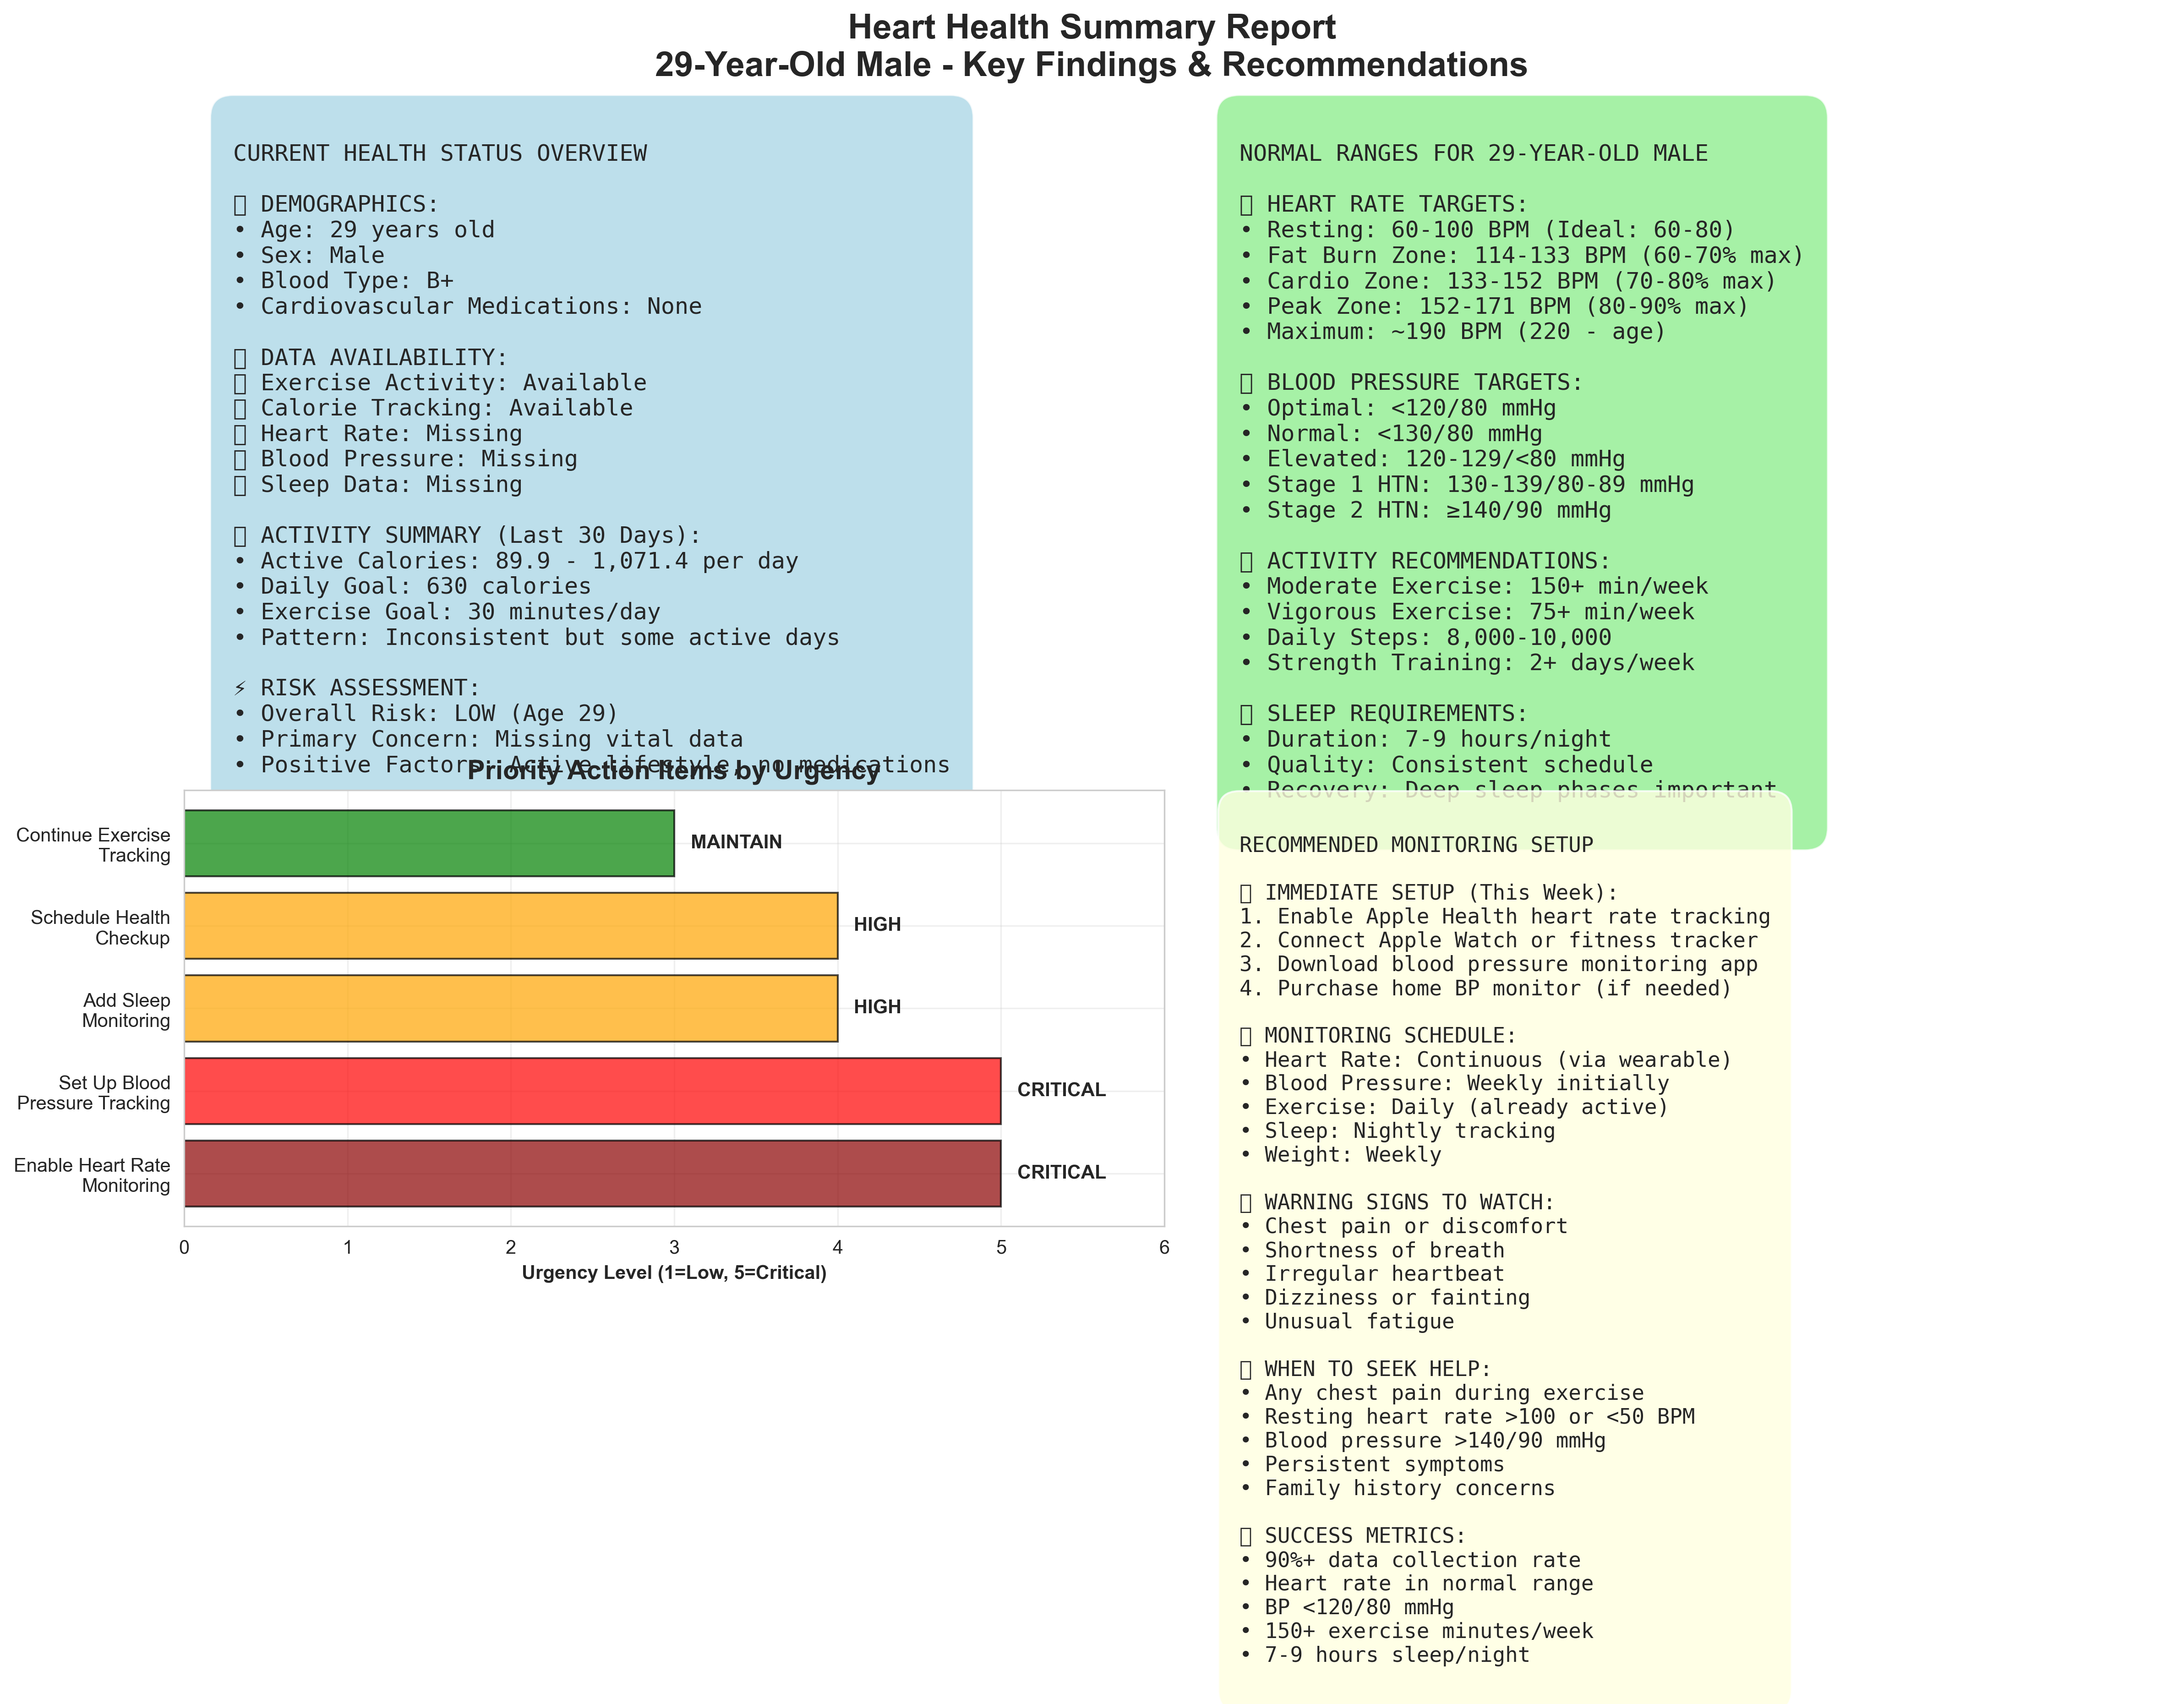 Heart Health Summary Report
29-Year-Old Male - Key Findings & Recommendations
CURRENT HEALTH STATUS OVERVIEW
DEMOGRAPHICS:
• Age: 29 years old
• Sex: Male
• Blood Type: B+
• Cardiovascular Medications: None
DATA AVAILABILITY:
Exercise Activity: Available
Calorie Tracking: Available
Heart Rate: Missing
Blood Pressure: Missing
Sleep Data: Missing
ACTIVITY SUMMARY (Last 30 Days):
• Active Calories: 89.9 - 1,071.4 per day
• Daily Goal: 630 calories
• Exercise Goal: 30 minutes/day
• Pattern: Inconsistent but some active days
⚡ RISK ASSESSMENT:
• Overall Risk: LOW (Age 29)
• Primary Concern: Missing vital data
• Positive Factors: Active lifestyle, no medications
NORMAL RANGES FOR 29-YEAR-OLD MALE
HEART RATE TARGETS:
• Resting: 60-100 BPM (Ideal: 60-80)
• Fat Burn Zone: 114-133 BPM (60-70% max)
• Cardio Zone: 133-152 BPM (70-80% max)
• Peak Zone: 152-171 BPM (80-90% max)
• Maximum: ~190 BPM (220 - age)
BLOOD PRESSURE TARGETS:
• Optimal: <120/80 mmHg
• Normal: <130/80 mmHg
• Elevated: 120-129/<80 mmHg
• Stage 1 HTN: 130-139/80-89 mmHg
• Stage 2 HTN: ≥140/90 mmHg
ACTIVITY RECOMMENDATIONS:
• Moderate Exercise: 150+ min/week
• Vigorous Exercise: 75+ min/week
• Daily Steps: 8,000-10,000
• Strength Training: 2+ days/week
SLEEP REQUIREMENTS:
• Duration: 7-9 hours/night
• Quality: Consistent schedule
• Recovery: Deep sleep phases important
Priority Action Items by Urgency
Continue Exercise
Tracking
MAINTAIN
Schedule Health
Checkup
HIGH
Add Sleep
Monitoring
HIGH
Set Up Blood
Pressure Tracking
CRITICAL
Enable Heart Rate
Monitoring
CRITICAL
0 1 2 3 4 5 6
Urgency Level (1=Low, 5=Critical)
RECOMMENDED MONITORING SETUP
IMMEDIATE SETUP (This Week):
1. Enable Apple Health heart rate tracking
2. Connect Apple Watch or fitness tracker
3. Download blood pressure monitoring app
4. Purchase home BP monitor (if needed)
MONITORING SCHEDULE:
• Heart Rate: Continuous (via wearable)
• Blood Pressure: Weekly initially
• Exercise: Daily (already active)
• Sleep: Nightly tracking
• Weight: Weekly
WARNING SIGNS TO WATCH:
• Chest pain or discomfort
• Shortness of breath
• Irregular heartbeat
• Dizziness or fainting
• Unusual fatigue
WHEN TO SEEK HELP:
• Any chest pain during exercise
• Resting heart rate >100 or <50 BPM
• Blood pressure >140/90 mmHg
• Persistent symptoms
• Family history concerns
SUCCESS METRICS:
• 90%+ data collection rate
• Heart rate in normal range
• BP <120/80 mmHg
• 150+ exercise minutes/week
• 7-9 hours sleep/night